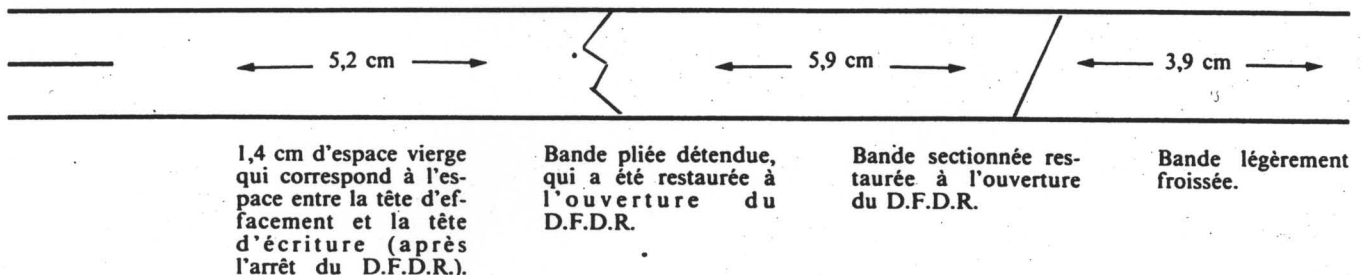 5,2 cm
5,9 cm
3,9 cm
1,4 cm d'espace vierge
qui correspond à l'es-
pace entre la tête d'ef-
facement et la tête
d'écriture (après
l'arrêt du D.F.D.R.).
Bande pliée détendue,
qui a été restaurée à
l'ouverture du
D.F.D.R.
Bande sectionnée res-
taurée à l'ouverture
du D.F.D.R.
Bande légèrement
froissée.